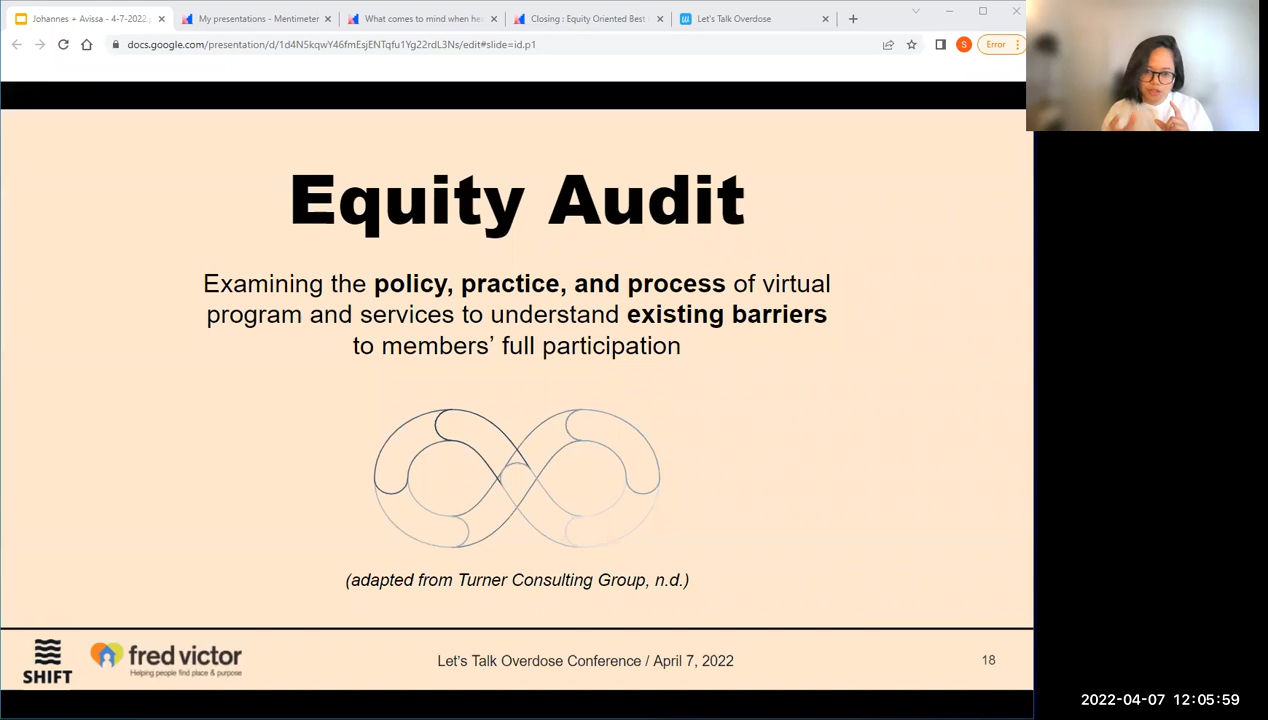 Johannes + Avissa - 4-7-2022.
My presentations - Mentimeter
What comes to mind when he
Closing : Equity Oriented Best
Let's Talk Overdose
docs.google.com/presentation/d/1d4N5kqwY46fmEsjENTqfu1Yg22rdL3Ns/edit#slide=id.p1
S
Error
Equity Audit
Examining the policy, practice, and process of virtual
program and services to understand existing barriers
to members’ full participation
(adapted from Turner Consulting Group, n.d.)
SHIFT
fred victor
Helping people find place & purpose
Let’s Talk Overdose Conference / April 7, 2022
18
2022-04-07 12:05:59